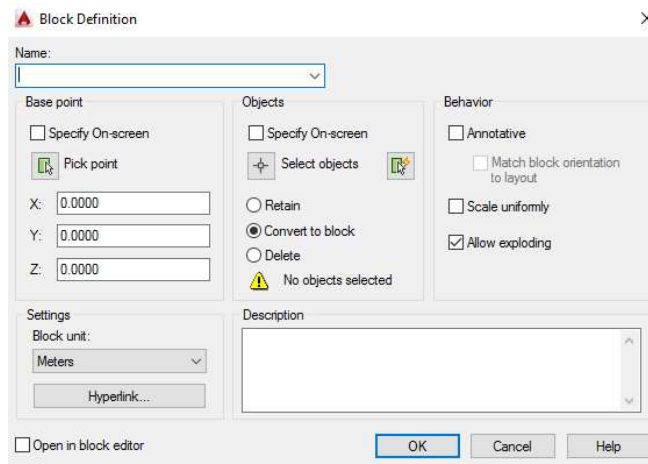 Block Definition
Name:
Base point
Specify On-screen
Pick point
X: 0.0000
Y: 0.0000
Z: 0.0000
Objects
Specify On-screen
Select objects
Retain
Convert to block
Delete
No objects selected
Behavior
Annotative
Match block orientation
to layout
Scale uniformly
Allow exploding
Settings
Block unit:
Meters
Hyperlink...
Description
Open in block editor
OK
Cancel
Help